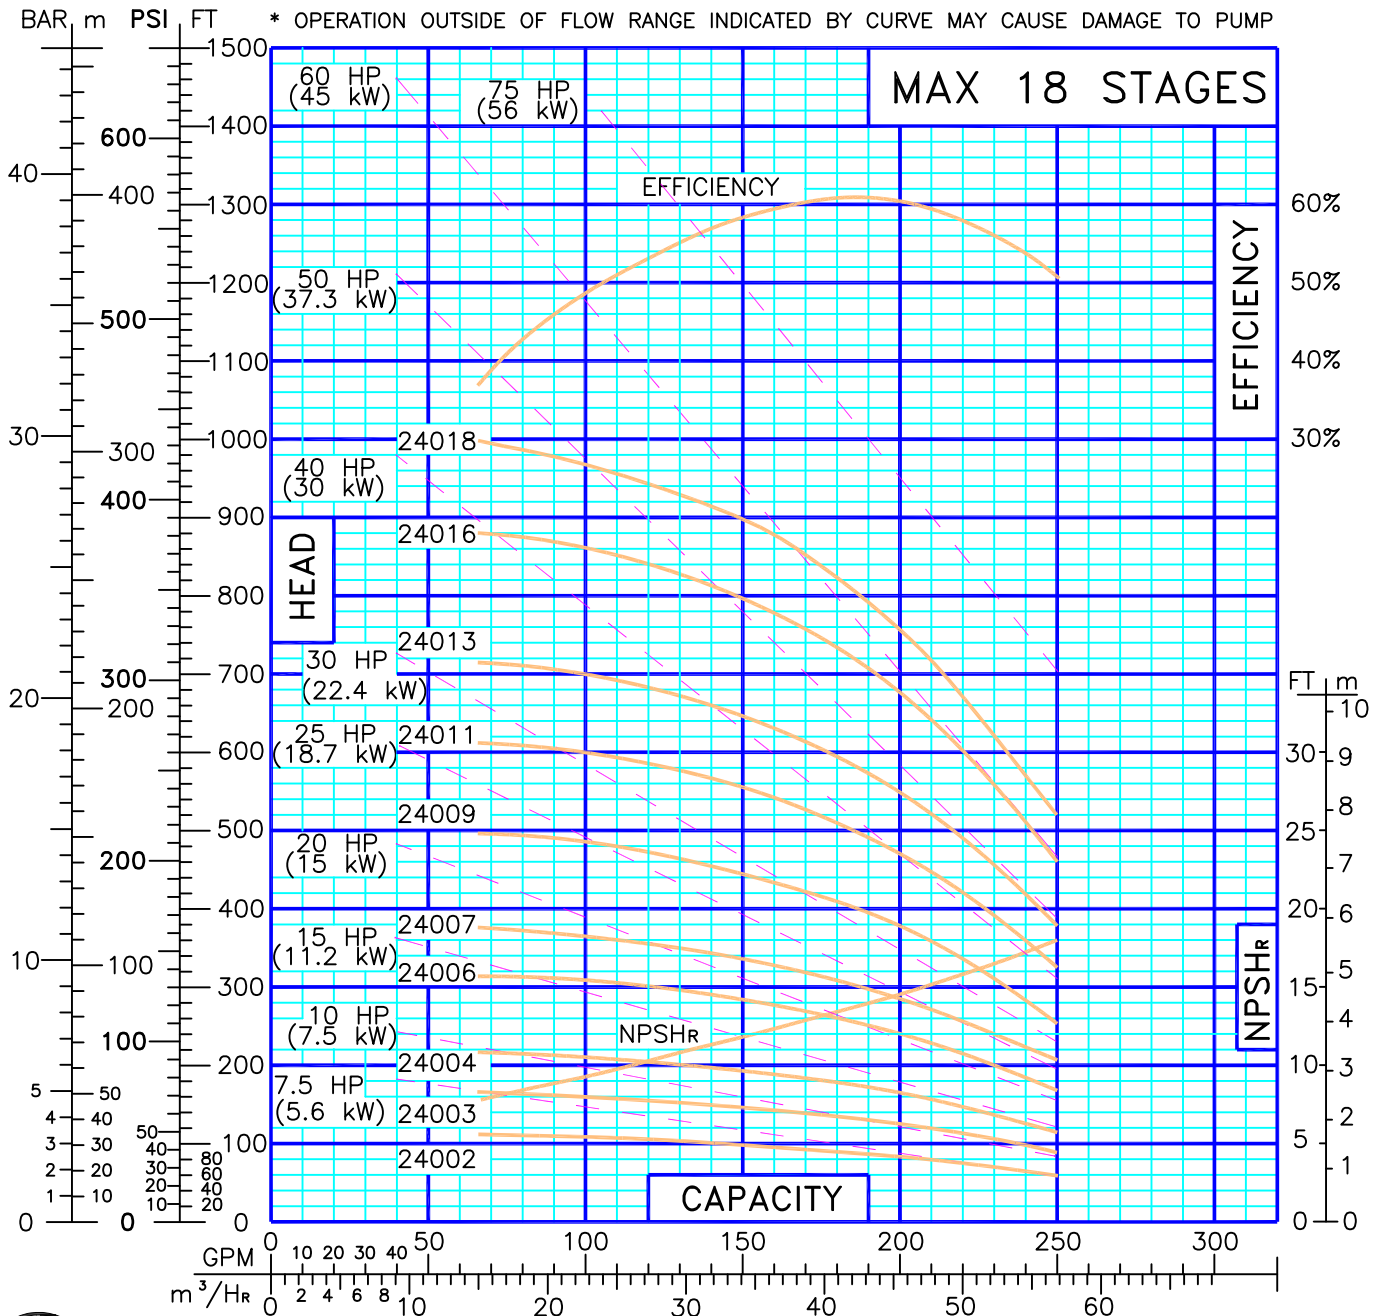 BAR m PSI FT * OPERATION OUTSIDE OF FLOW RANGE INDICATED BY CURVE MAY CAUSE DAMAGE TO PUMP
1500
60 HP
(45 kW)
75 HP
(56 kW)
MAX 18 STAGES
600
1400
40
400
EFFICIENCY
1300
60%
50 HP
(37.3 kW)
1200
50%
500
1100
40%
EFFICIENCY
30
300
1000
24018
30%
40 HP
(30 kW)
400
900
24016
HEAD
800
24013
30 HP
(22.4 kW)
300
700
FT m
20
200
10
25 HP
(18.7 kW)
24011
600
30
9
8
24009
500
25
20 HP
(15 kW)
200
7
400
20
6
24007
15 HP
(11.2 kW)
10
100
24006
5
NPSHR
300
15
10 HP
(7.5 kW)
100
NPSHR
4
200
24004
10
3
7.5 HP
(5.6 kW)
24003
5
50
4
40
2
3
30
50
40
100
5
2
20
30
80
60
24002
1
1
10
20
40
10
20
CAPACITY
0
0
0
0
0
GPM
0 10 20 30 40 50 100 150 200 250 300
m³/HR
0 2 4 6 8 10 20 30 40 50 60